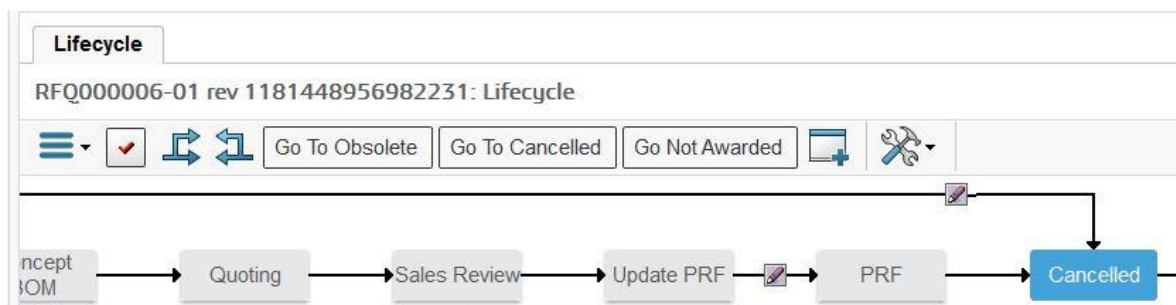 Lifecycle
RFQ000006-01 rev 1181448956982231: Lifecycle
Go To Obsolete Go To Cancelled Go Not Awarded
ncept
BOM
Quoting
Sales Review
Update PRF
PRF
Cancelled